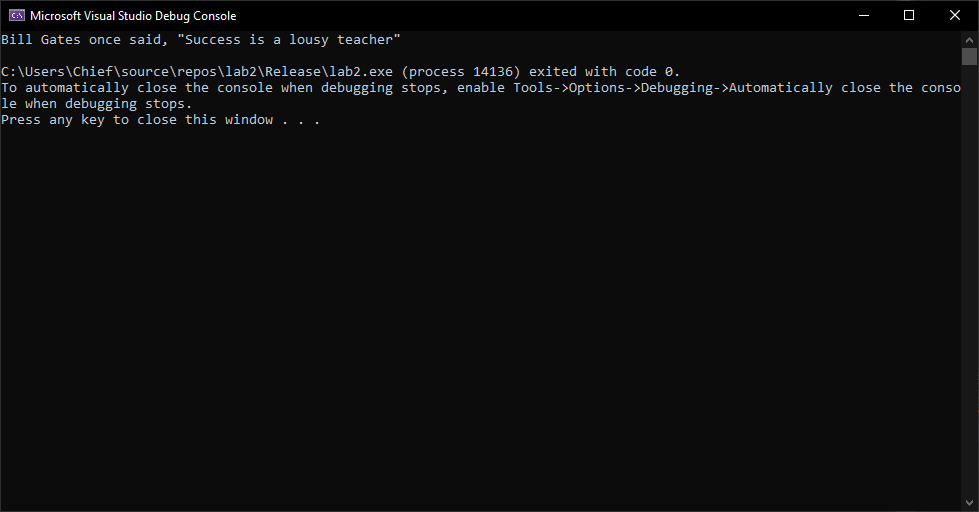 Microsoft Visual Studio Debug Console
Bill Gates once said, "Success is a lousy teacher"
C:\Users\Chief\source\repos\lab2\Release\lab2.exe (process 14136) exited with code 0.
To automatically close the console when debugging stops, enable Tools->Options->Debugging->Automatically close the conso
le when debugging stops.
Press any key to close this window . . .